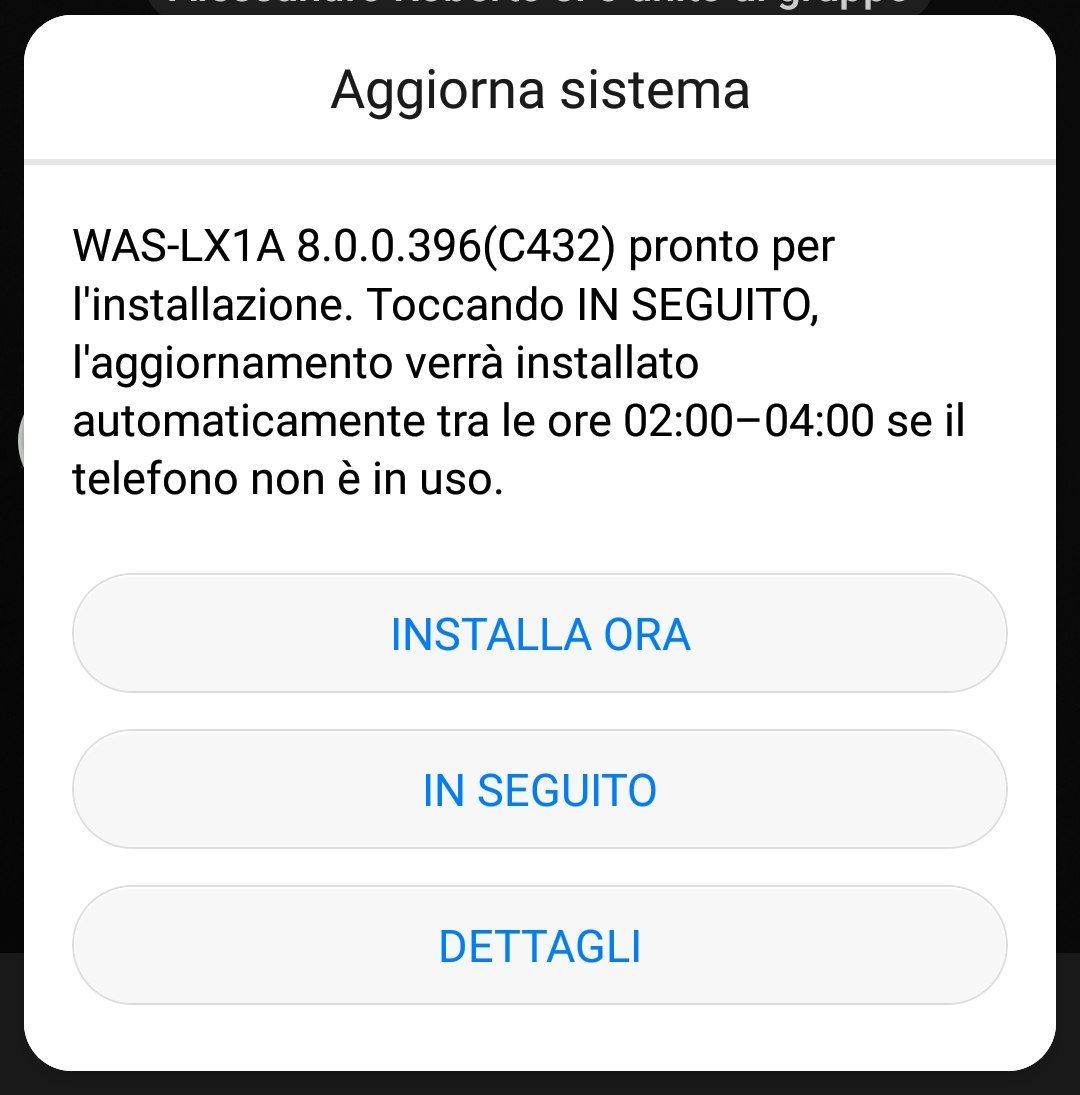 Aggiorna sistema
WAS-LX1A 8.0.0.396(C432) pronto per
l'installazione. Toccando IN SEGUITO,
l'aggiornamento verrà installato
automaticamente tra le ore 02:00–04:00 se il
telefono non è in uso.
INSTALLA ORA
IN SEGUITO
DETTAGLI